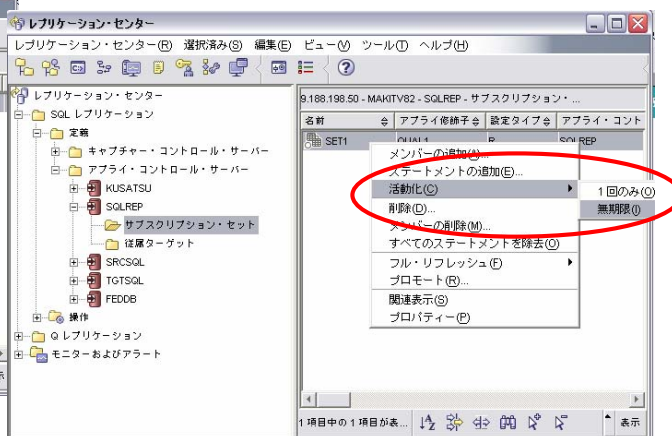 レプリケーション・センター
レプリケーション・センター(R) 選択済み(S) 編集(E) ビュー(V) ツール(T) ヘルプ(H)
レプリケーション・センター
SQL レプリケーション
定義
キャプチャー・コントロール・サーバー
アプライ・コントロール・サーバー
KUSATSU
SQLREP
サブスクリプション・セット
従属ターゲット
SRCSQL
TGTSQL
FEDDB
操作
Q レプリケーション
モニターおよびアラート
9.188.198.50 - MAKITV82 - SQLREP - サブスクリプション・...
名前 アプライ修飾子 設定タイプ アプライ・コント
SET1 QUAL1 R SQLREP
メンバーの追加(A)...
ステートメントの追加(E)...
活動化(C)
1 回のみ(O)
無期限(I)
削除(D)...
メンバーの削除(M)...
すべてのステートメントを除去(O)
フル・リフレッシュ(F)
プロモート(R)...
関連表示(S)
プロパティー(P)
1 項目中の 1 項目が表... 表示